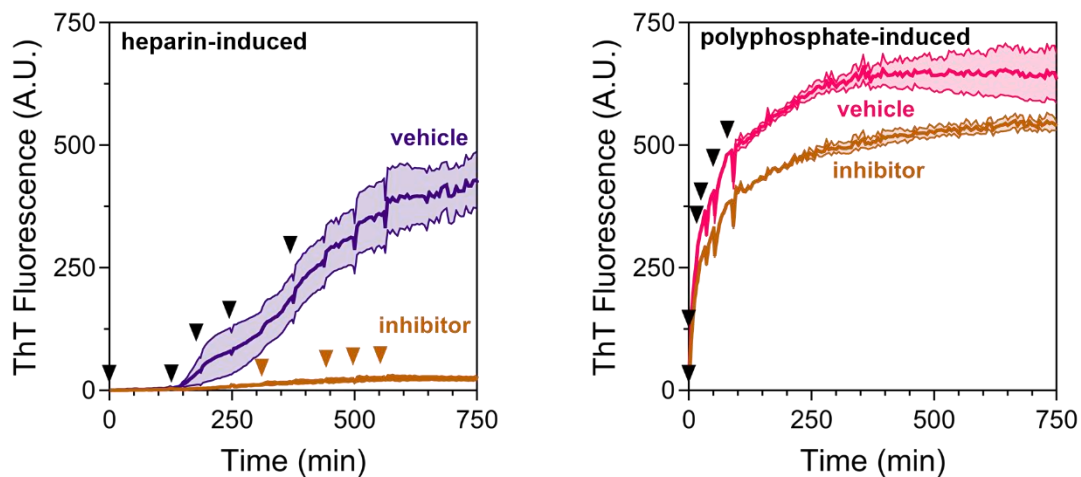 heparin-induced
ThT Fluorescence (A.U.)
750
500
250
0
vehicle
inhibitor
0 250 500 750
Time (min)
polyphosphate-induced
ThT Fluorescence (A.U.)
750
500
250
0
vehicle
inhibitor
0 250 500 750
Time (min)